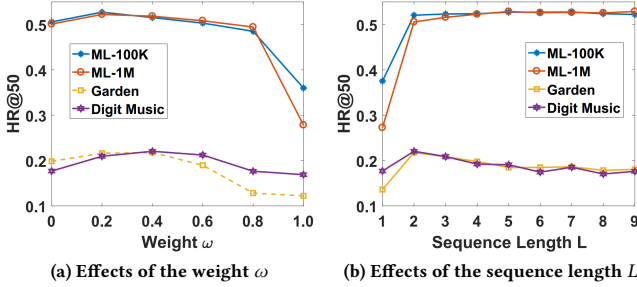 HR@50
0.5
0.4
0.3
0.2
0.1
ML-100K
ML-1M
Garden
Digit Music
0 0.2 0.4 0.6 0.8 1.0
Weight ω
(a) Effects of the weight ω
HR@50
0.5
0.4
0.3
0.2
0.1
ML-100K
ML-1M
Garden
Digit Music
1 2 3 4 5 6 7 8 9
Sequence Length L
(b) Effects of the sequence length L